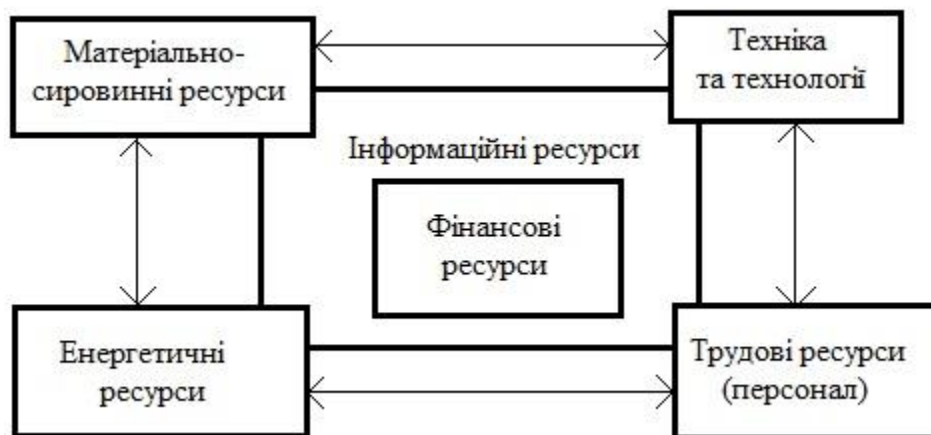 Матеріально-
сировинні ресурси
Техніка
та технології
Інформаційні ресурси
Фінансові
ресурси
Енергетичні
ресурси
Трудові ресурси
(персонал)